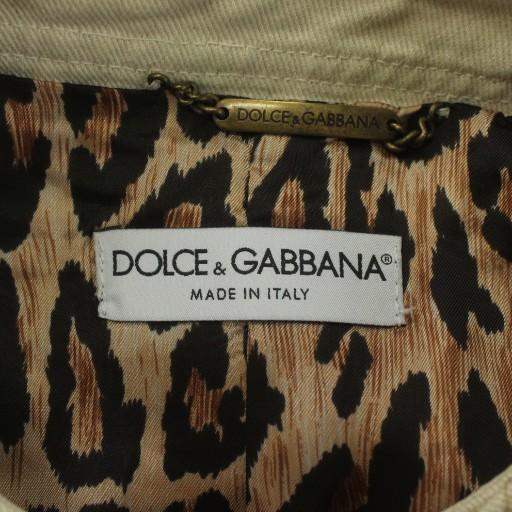 DOLCE & GABBANA
DOLCE & GABBANA®
MADE IN ITALY